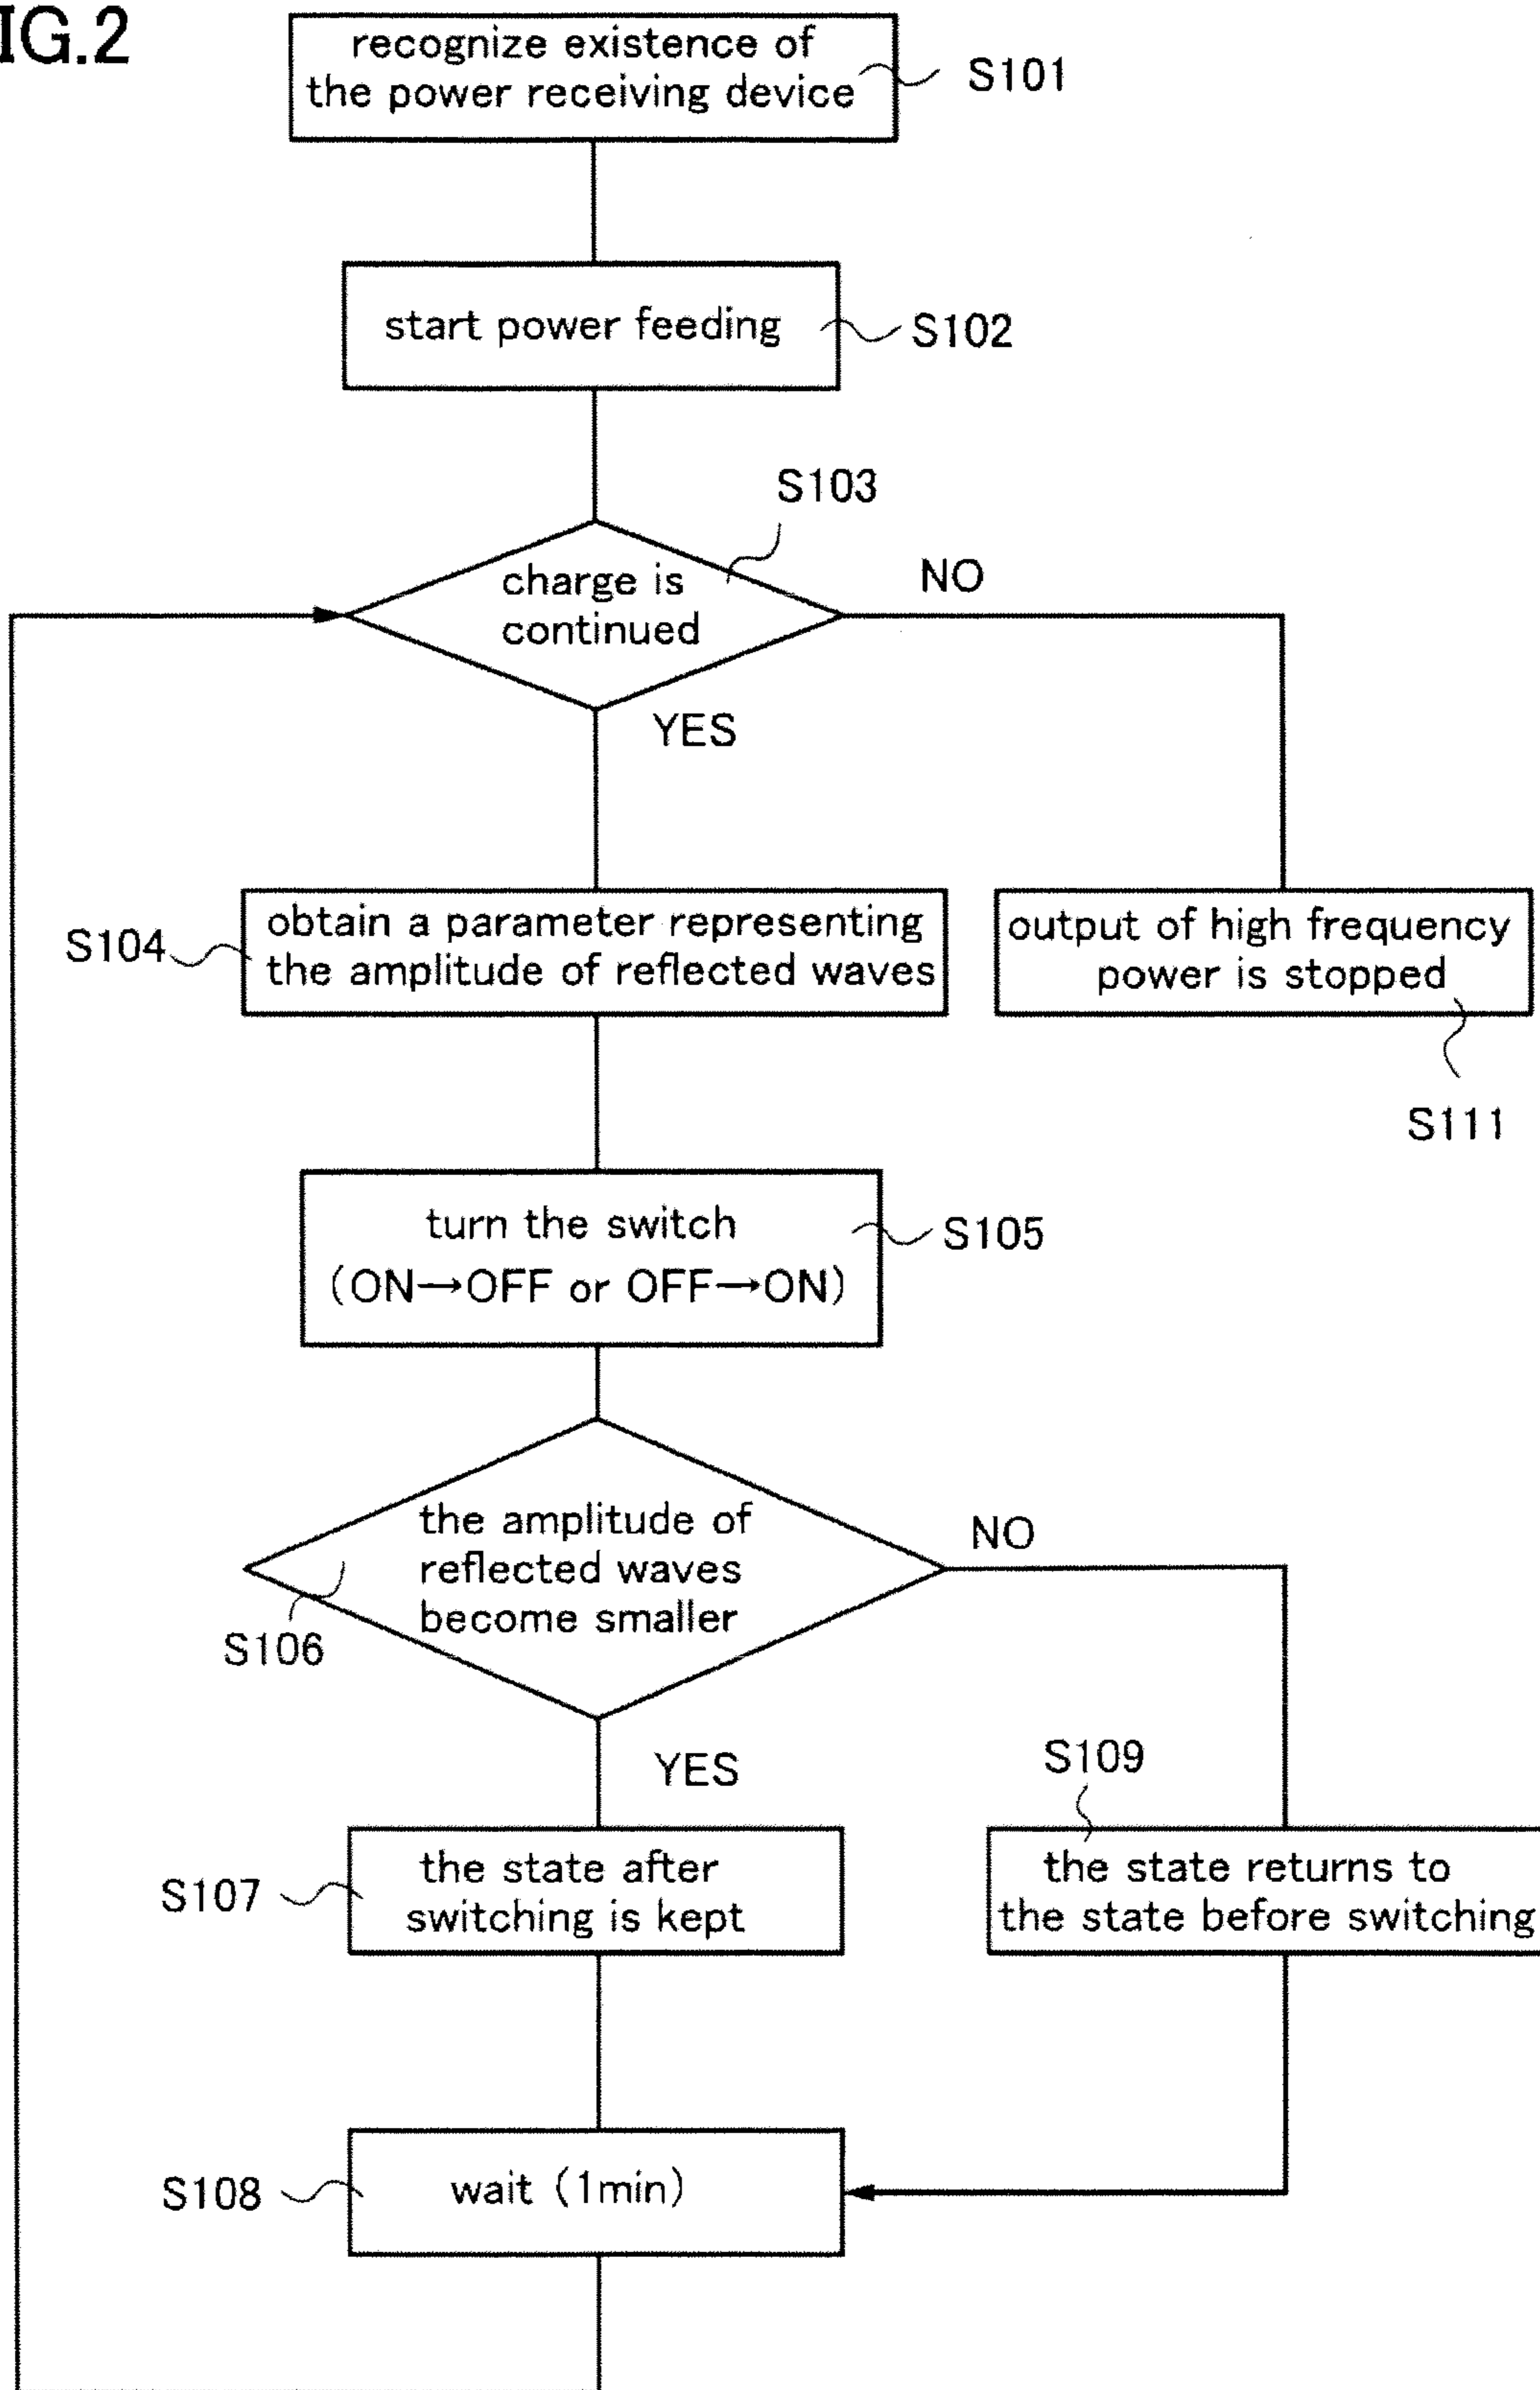 IG.2
recognize existence of
the power receiving device
S101
start power feeding
S102
S103
charge is
continued
NO
YES
S104
obtain a parameter representing
the amplitude of reflected waves
output of high frequency
power is stopped
S111
turn the switch
(ON→OFF or OFF→ON)
S105
the amplitude of
reflected waves
become smaller
NO
S106
YES
S109
S107
the state after
switching is kept
the state returns to
the state before switching
S108
wait (1min)